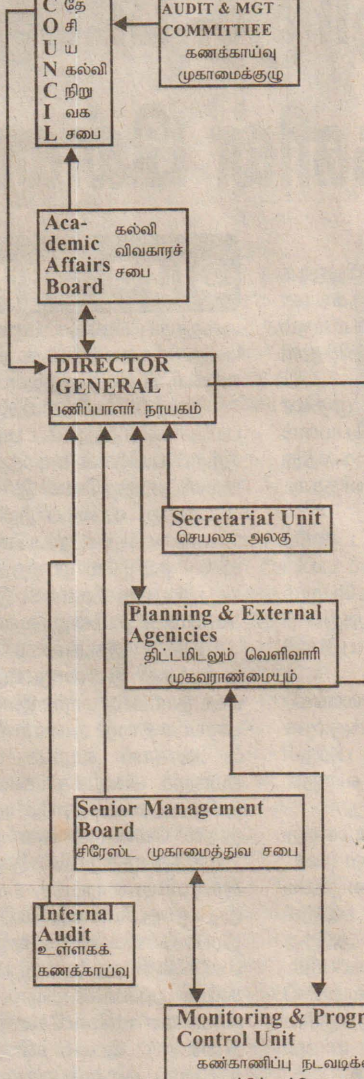 C தே
O சி
U ய
N கல்வி
C நிறு
I வக
L சபை
AUDIT & MGT
COMMITTIEE
கணக்காய்வு
முகாமைக்குழு
Aca-
demic
Affairs
Board
கல்வி
விவகாரச்
சபை
DIRECTOR
GENERAL
பணிப்பாளர் நாயகம்
Secretariat Unit
செயலக அலகு
Planning & External
Agenicies
திட்டமிடலும் வெளிவாரி
முகவராண்மையும்
Senior Management
Board
சிரேஸ்ட முகாமைத்துவ சபை
Internal
Audit
உள்ளகக்
கணக்காய்வு
Monitoring & Progr
Control Unit
கண்காணிப்பு நடவடிக்